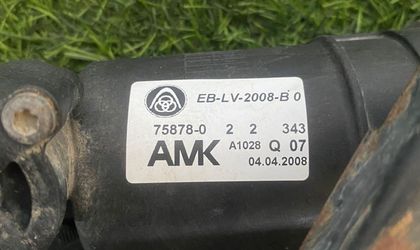 EB-LV-2008-B 0
75878-0 2 2 343
AMK A1028 Q 07
04.04.2008